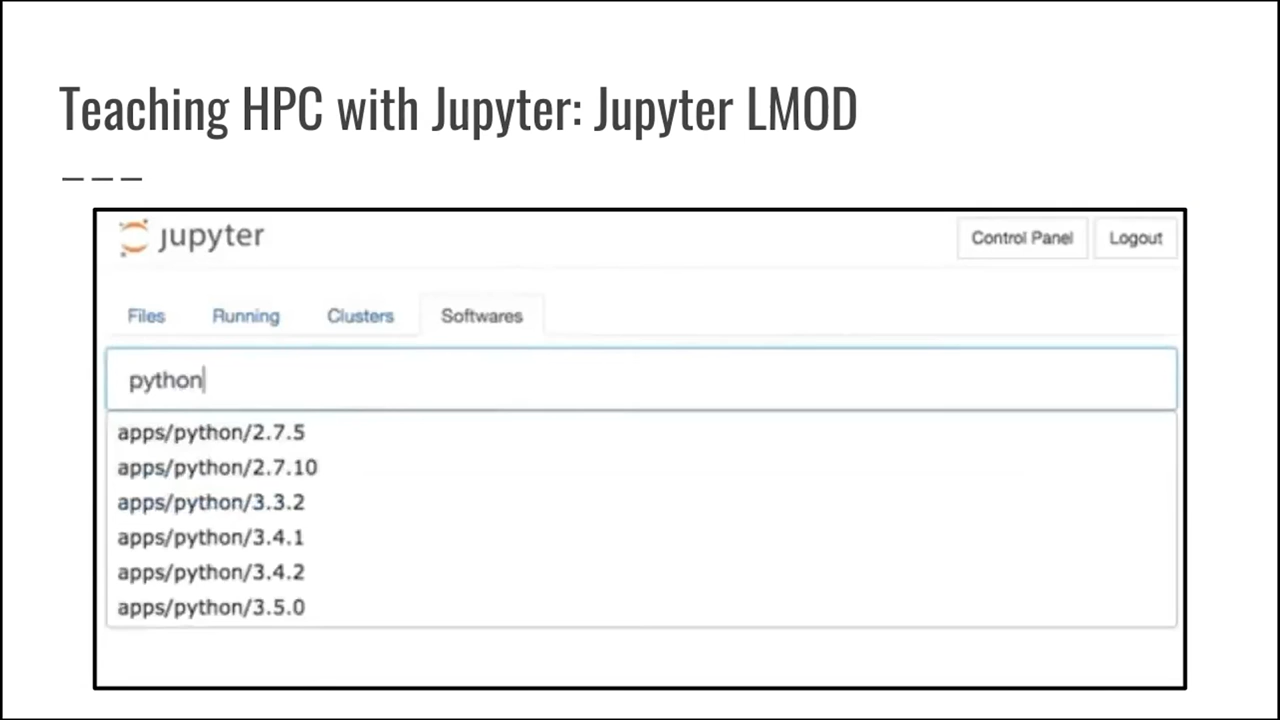 Teaching HPC with Jupyter: Jupyter LMOD
jupyter
Control Panel
Logout
Files
Running
Clusters
Softwares
python
apps/python/2.7.5
apps/python/2.7.10
apps/python/3.3.2
apps/python/3.4.1
apps/python/3.4.2
apps/python/3.5.0